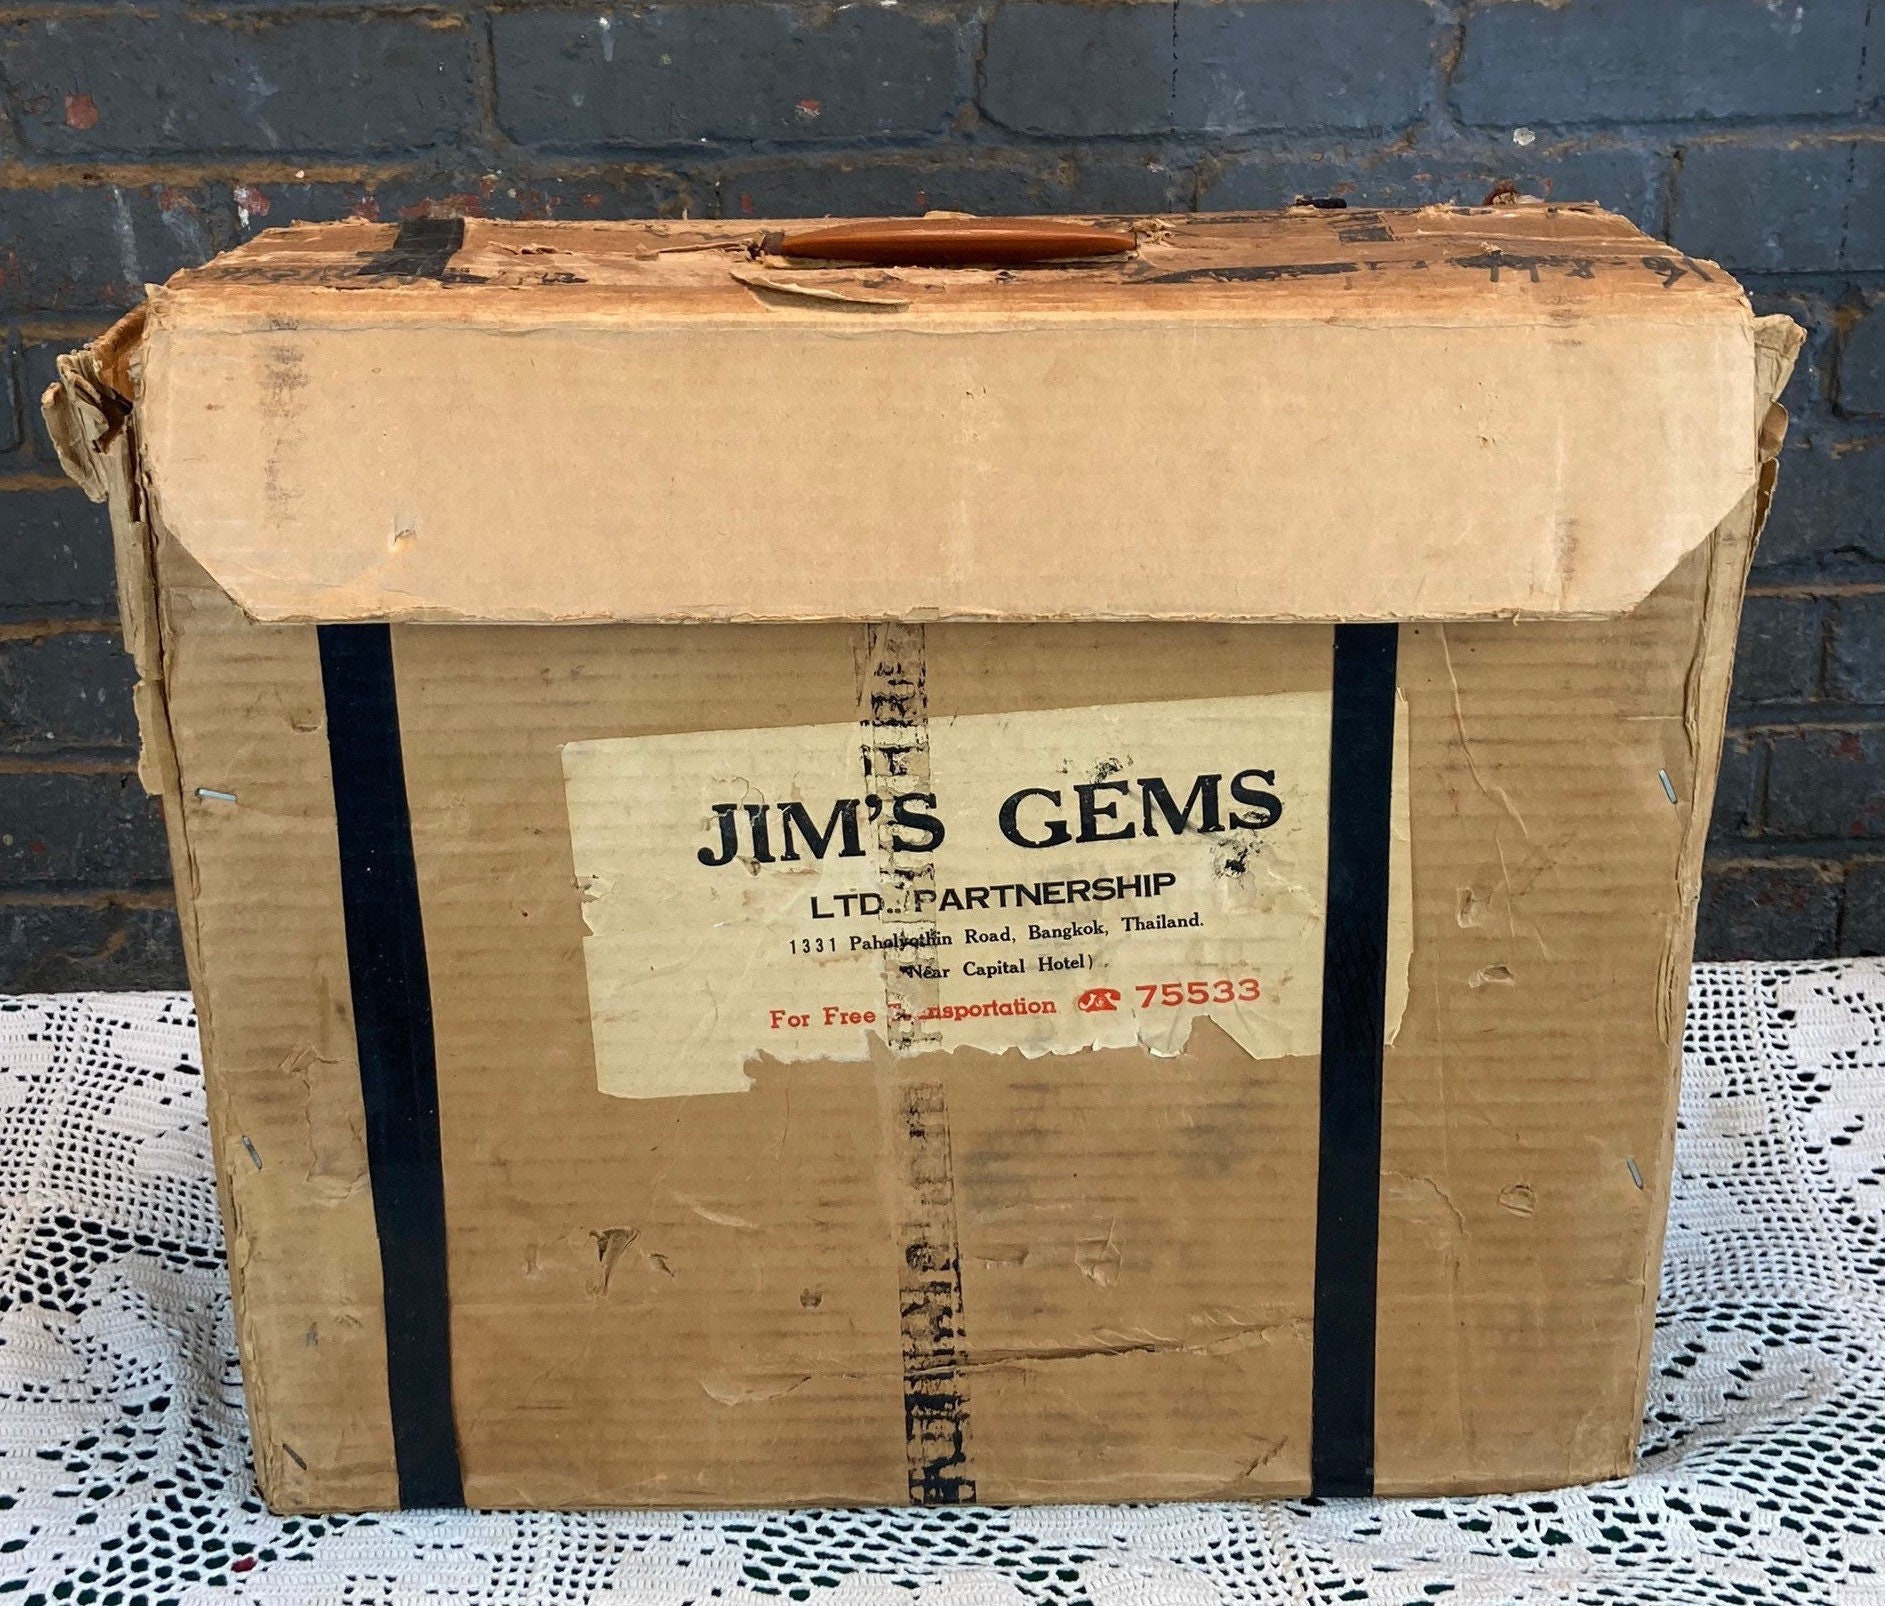 JIM'S GEMS
LTD., PARTNERSHIP
1331 Paholyothin Road, Bangkok, Thailand.
(Near Capital Hotel)
For Free Transportation ☎ 75533